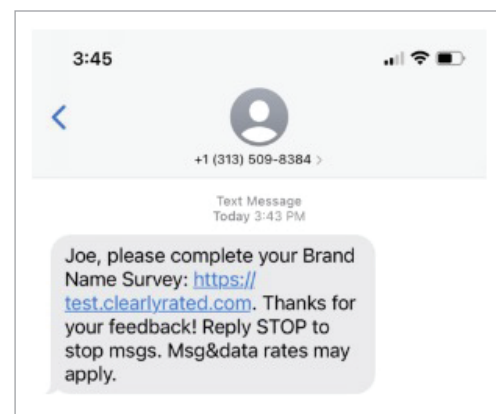 3:45
+1 (313) 509-8384 >
Text Message
Today 3:43 PM
Joe, please complete your Brand
Name Survey: https://
test.clearlyrated.com. Thanks for
your feedback! Reply STOP to
stop msgs. Msg&data rates may
apply.